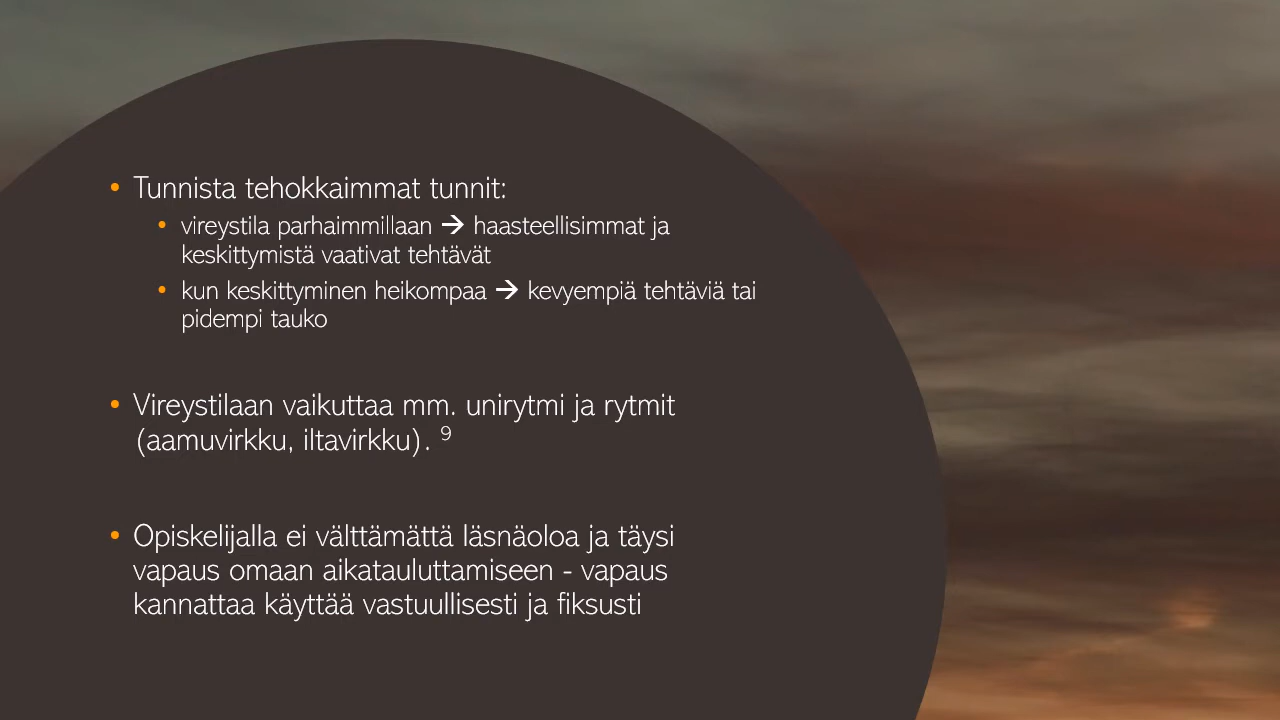 • Tunnista tehokkaimmat tunnit:
• vireystila parhaimmillaan → haasteellisimmat ja
keskittymistä vaativat tehtävät
• kun keskittyminen heikompaa → kevyempiä tehtäviä tai
pidempi tauko
• Vireystilaan vaikuttaa mm. unirytmi ja rytmit
(aamuvirkku, iltavirkku). ⁹
• Opiskelijalla ei välttämättä läsnäoloa ja täysi
vapaus omaan aikatauluttamiseen - vapaus
kannattaa käyttää vastuullisesti ja fiksusti